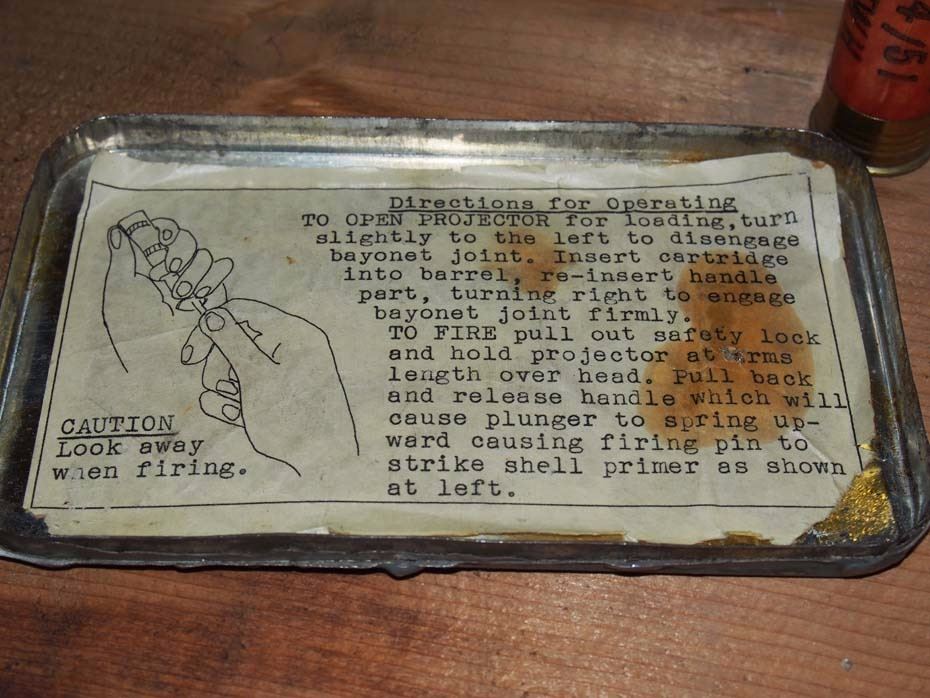 Directions for Operating
TO OPEN PROJECTOR for loading, turn
slightly to the left to disengage
bayonet joint. Insert cartridge
into barrel, re-insert handle
part, turning right to engage
bayonet joint firmly.
TO FIRE pull out safety lock
and hold projector at arms
length over head. Pull back
and release handle which will
cause plunger to spring up-
ward causing firing pin to
strike shell primer as shown
at left.
CAUTION
Look away
when firing.
4/51